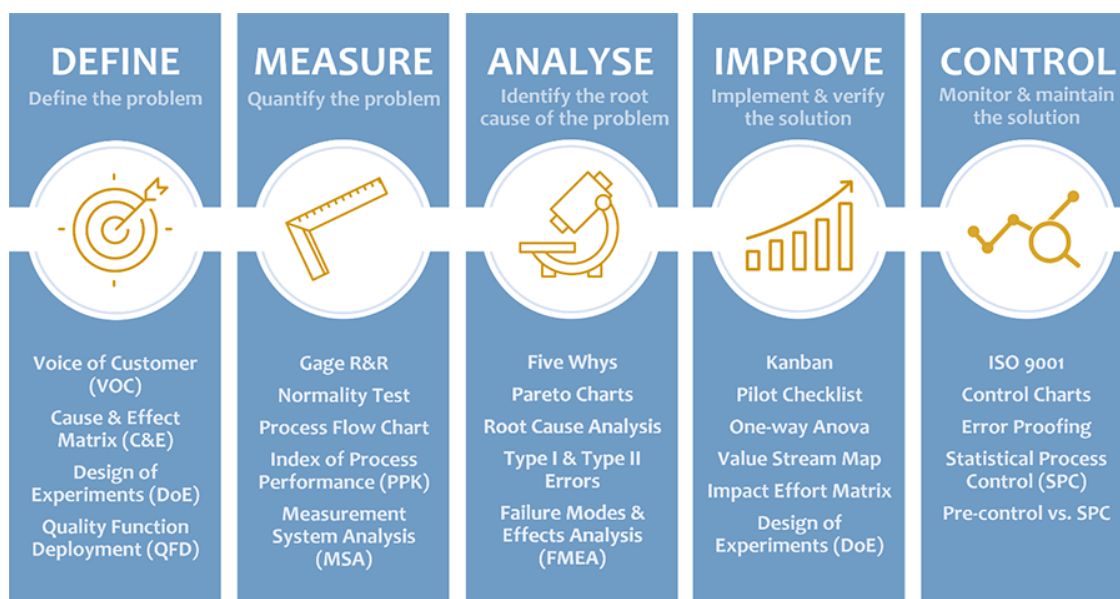 DEFINE
Define the problem
Voice of Customer
(VOC)
Cause & Effect
Matrix (C&E)
Design of
Experiments (DoE)
Quality Function
Deployment (QFD)
MEASURE
Quantify the problem
Gage R&R
Normality Test
Process Flow Chart
Index of Process
Performance (PPK)
Measurement
System Analysis
(MSA)
ANALYSE
Identify the root
cause of the problem
Five Whys
Pareto Charts
Root Cause Analysis
Type I & Type II
Errors
Failure Modes &
Effects Analysis
(FMEA)
IMPROVE
Implement & verify
the solution
Kanban
Pilot Checklist
One-way Anova
Value Stream Map
Impact Effort Matrix
Design of
Experiments (DoE)
CONTROL
Monitor & maintain
the solution
ISO 9001
Control Charts
Error Proofing
Statistical Process
Control (SPC)
Pre-control vs. SPC